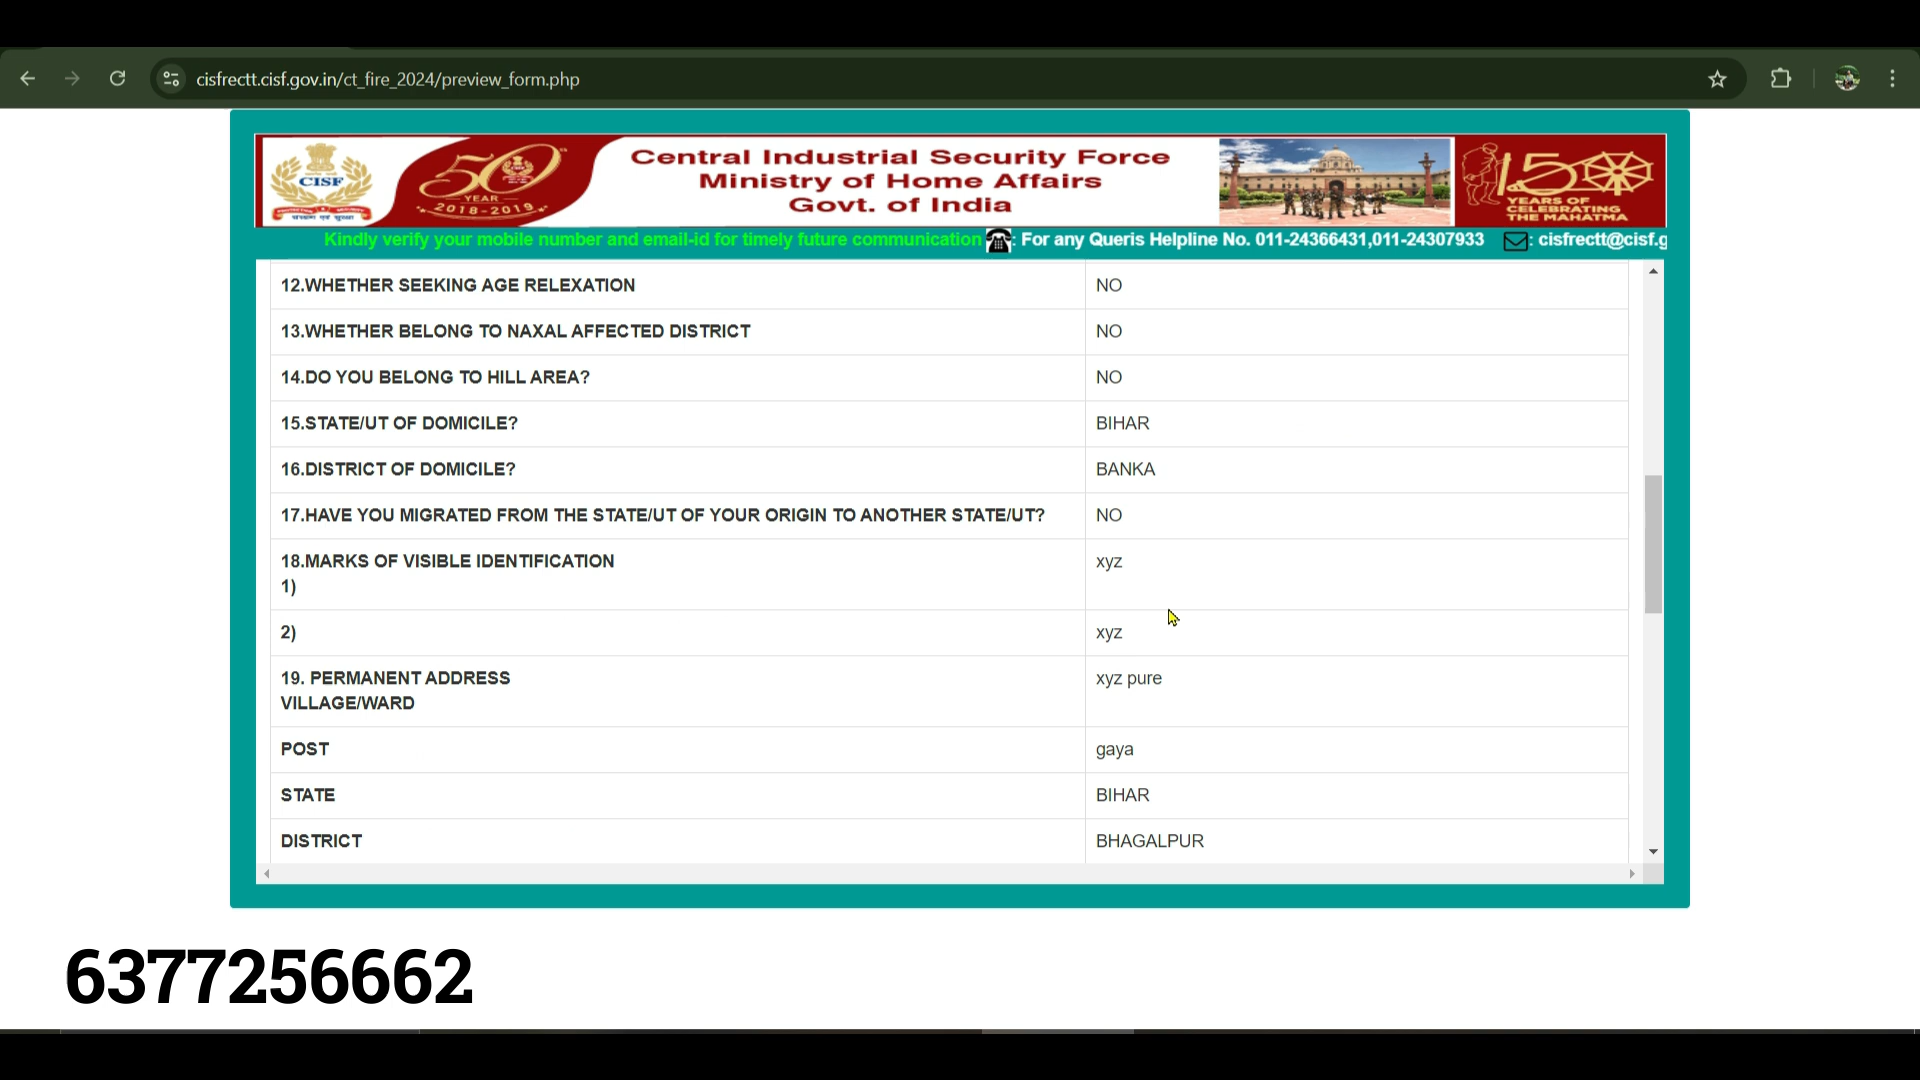 cisfrectt.cisf.gov.in/ct_fire_2024/preview_form.php
CISF
50
YEAR
2018-2019
Central Industrial Security Force
Ministry of Home Affairs
Govt. of India
150
YEARS OF
CELEBRATING
THE MAHATMA
Kindly verify your mobile number and email-id for timely future communication : For any Queris Helpline No. 011-24366431,011-24307933 : cisfrectt@cisf.g
12.WHETHER SEEKING AGE RELEXATION NO
13.WHETHER BELONG TO NAXAL AFFECTED DISTRICT NO
14.DO YOU BELONG TO HILL AREA? NO
15.STATE/UT OF DOMICILE? BIHAR
16.DISTRICT OF DOMICILE? BANKA
17.HAVE YOU MIGRATED FROM THE STATE/UT OF YOUR ORIGIN TO ANOTHER STATE/UT? NO
18.MARKS OF VISIBLE IDENTIFICATION xyz
1)
2) xyz
19. PERMANENT ADDRESS xyz pure
VILLAGE/WARD
POST gaya
STATE BIHAR
DISTRICT BHAGALPUR
6377256662